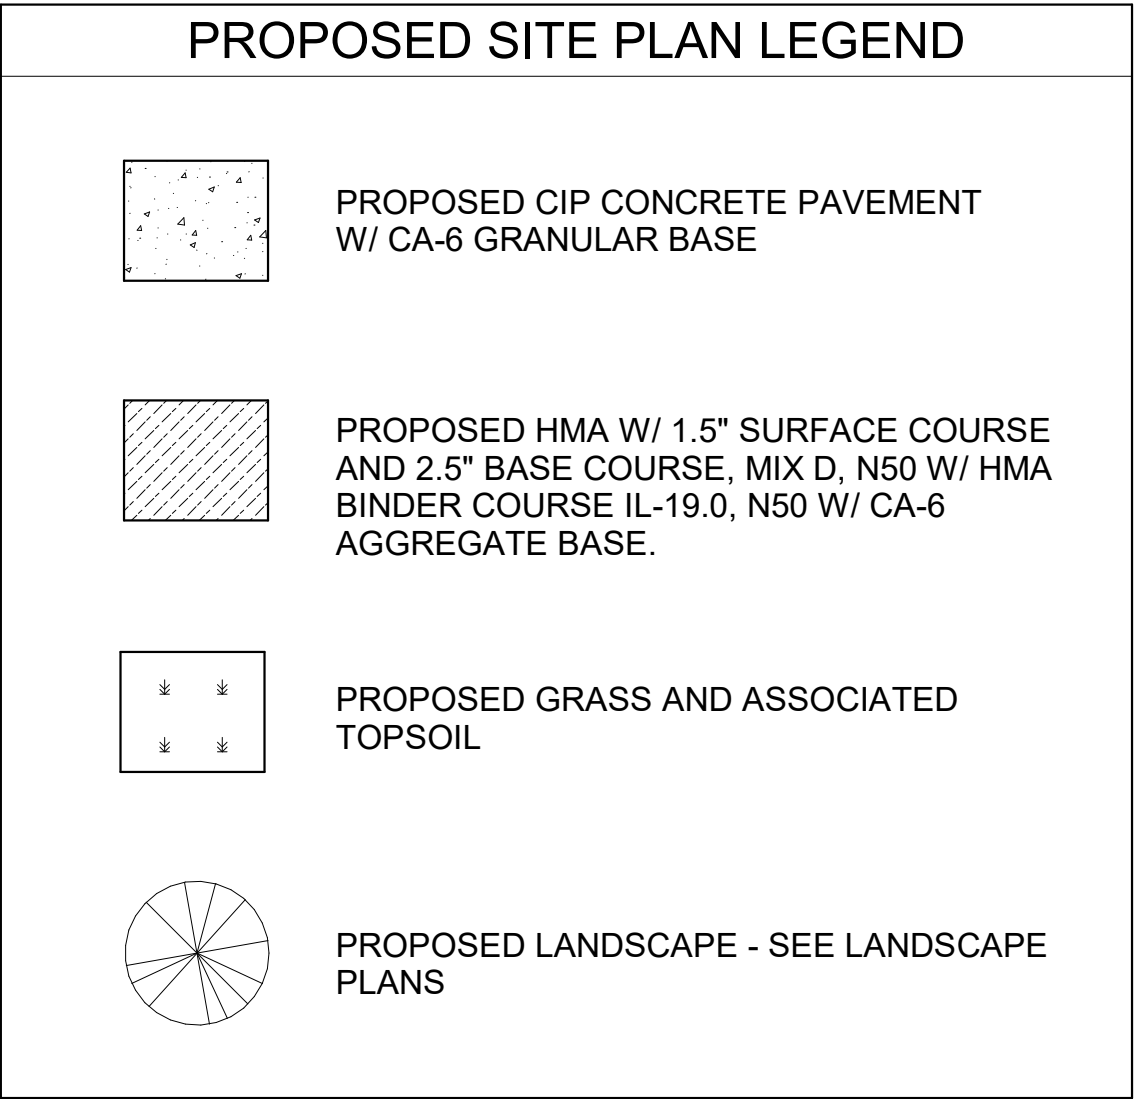 PROPOSED SITE PLAN LEGEND
PROPOSED CIP CONCRETE PAVEMENT
W/ CA-6 GRANULAR BASE
PROPOSED HMA W/ 1.5" SURFACE COURSE
AND 2.5" BASE COURSE, MIX D, N50 W/ HMA
BINDER COURSE IL-19.0, N50 W/ CA-6
AGGREGATE BASE.
PROPOSED GRASS AND ASSOCIATED
TOPSOIL
PROPOSED LANDSCAPE - SEE LANDSCAPE
PLANS